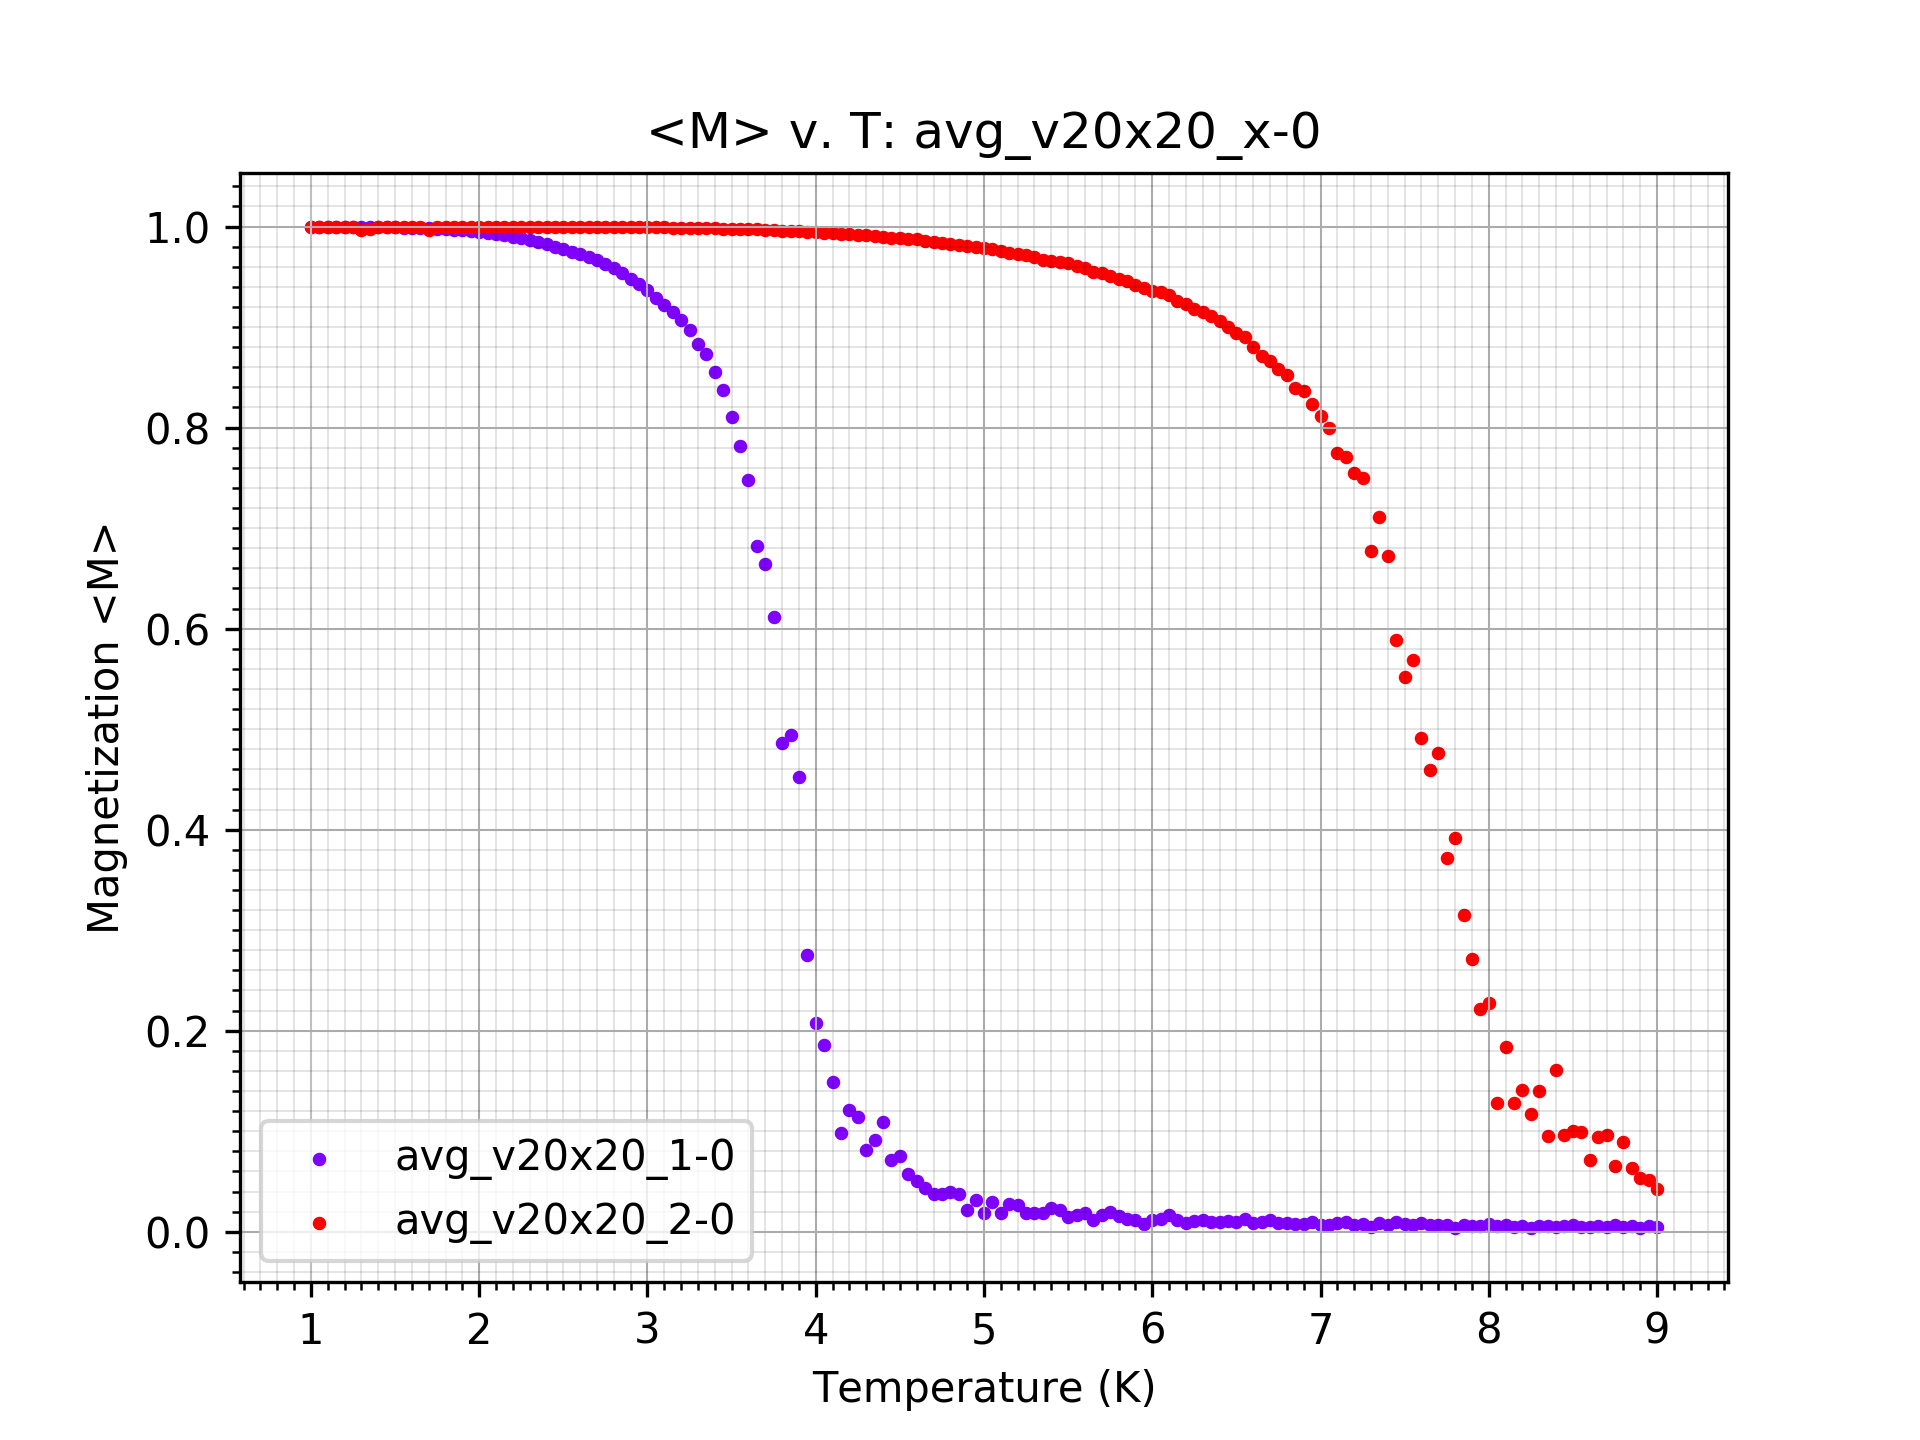 <M> v. T: avg_v20x20_x-0
Magnetization <M>
1.0
0.8
0.6
0.4
0.2
0.0
avg_v20x20_1-0
avg_v20x20_2-0
1 2 3 4 5 6 7 8 9
Temperature (K)